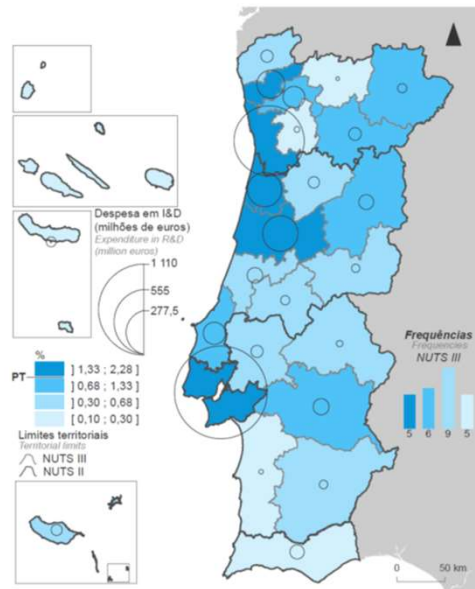 Despesa em I&D
(milhões de euros)
Expenditure in R&D
(million euros)
1 110
555
277,5
%
] 1,33 ; 2,28 ]
PT
] 0,68 ; 1,33 ]
] 0,30 ; 0,68 ]
[ 0,10 ; 0,30 ]
Limites territoriais
Territorial limits
NUTS III
NUTS II
Frequências
Frequencies
NUTS III
5 6 9 5
0 50 km